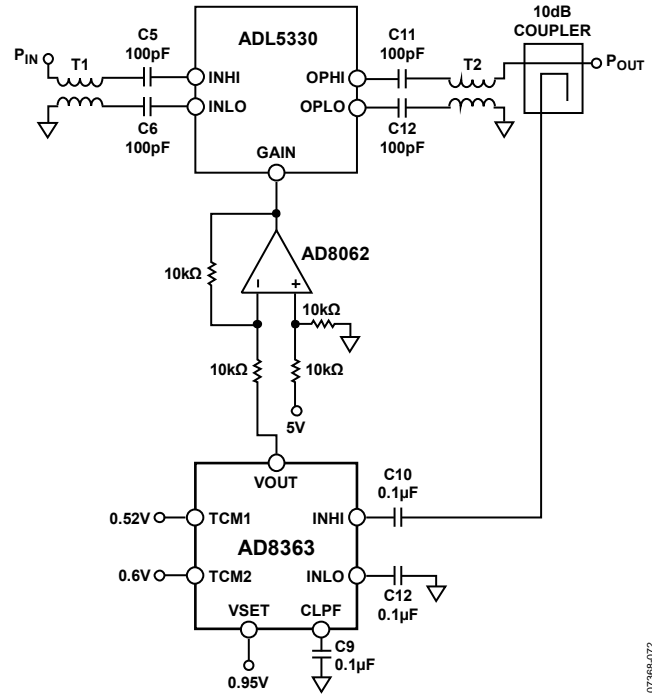 10dB
COUPLER
C5
100pF
ADL5330
C11
100pF
PIN
T1
T2
POUT
INHI
OPHI
INLO
OPLO
C6
100pF
C12
100pF
GAIN
AD8062
10kΩ
–
+
10kΩ
10kΩ
10kΩ
5V
VOUT
C10
0.1µF
0.52V
TCM1
INHI
AD8363
0.6V
TCM2
INLO
C12
0.1µF
VSET
CLPF
C9
0.1µF
0.95V
07368-072